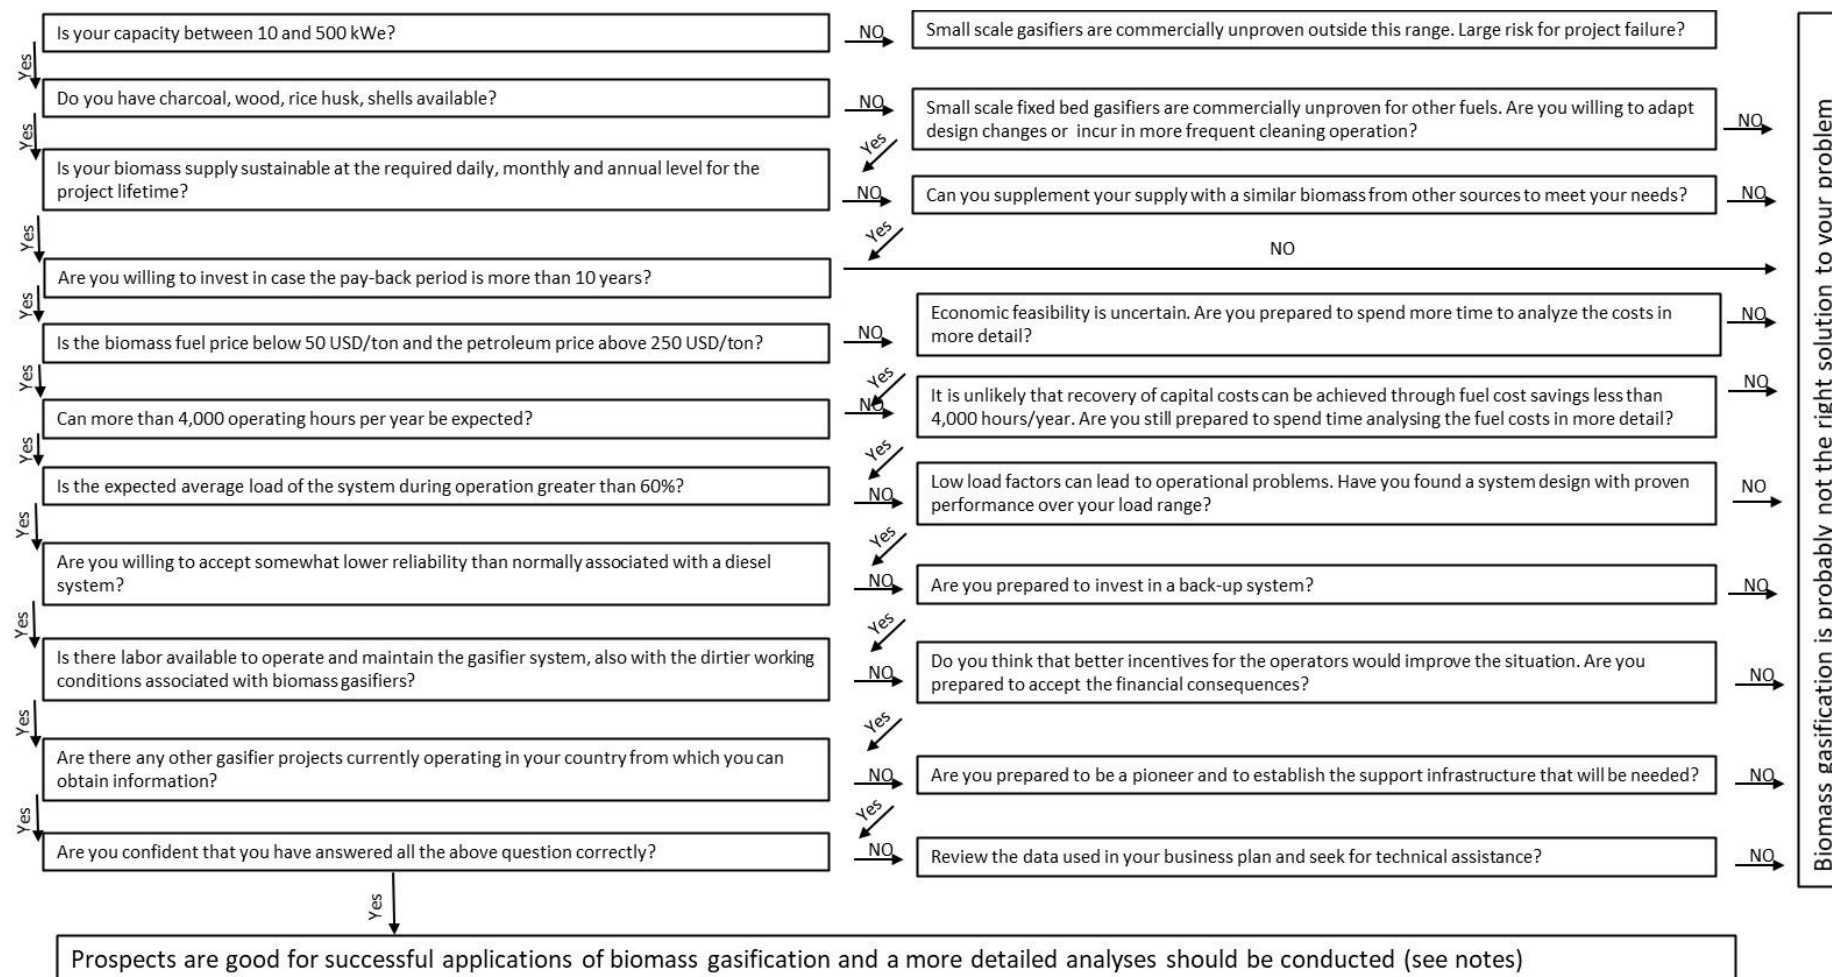 Is your capacity between 10 and 500 kWe?
NO
Small scale gasifiers are commercially unproven outside this range. Large risk for project failure?
Yes
Do you have charcoal, wood, rice husk, shells available?
NO
Small scale fixed bed gasifiers are commercially unproven for other fuels. Are you willing to adapt
design changes or incur in more frequent cleaning operation?
NO
Yes
Yes
Is your biomass supply sustainable at the required daily, monthly and annual level for the
project lifetime?
NO
Can you supplement your supply with a similar biomass from other sources to meet your needs?
NO
Yes
Yes
Are you willing to invest in case the pay-back period is more than 10 years?
NO
Yes
Is the biomass fuel price below 50 USD/ton and the petroleum price above 250 USD/ton?
NO
Economic feasibility is uncertain. Are you prepared to spend more time to analyze the costs in
more detail?
NO
Yes
Yes
Can more than 4,000 operating hours per year be expected?
NO
It is unlikely that recovery of capital costs can be achieved through fuel cost savings less than
4,000 hours/year. Are you still prepared to spend time analysing the fuel costs in more detail?
NO
Yes
Yes
Is the expected average load of the system during operation greater than 60%?
NO
Low load factors can lead to operational problems. Have you found a system design with proven
performance over your load range?
NO
Yes
Yes
Are you willing to accept somewhat lower reliability than normally associated with a diesel
system?
NO
Are you prepared to invest in a back-up system?
NO
Yes
Yes
Is there labor available to operate and maintain the gasifier system, also with the dirtier working
conditions associated with biomass gasifiers?
NO
Do you think that better incentives for the operators would improve the situation. Are you
prepared to accept the financial consequences?
NO
Yes
Yes
Are there any other gasifier projects currently operating in your country from which you can
obtain information?
NO
Are you prepared to be a pioneer and to establish the support infrastructure that will be needed?
NO
Yes
Yes
Are you confident that you have answered all the above question correctly?
NO
Review the data used in your business plan and seek for technical assistance?
NO
Yes
Biomass gasification is probably not the right solution to your problem
Prospects are good for successful applications of biomass gasification and a more detailed analyses should be conducted (see notes)